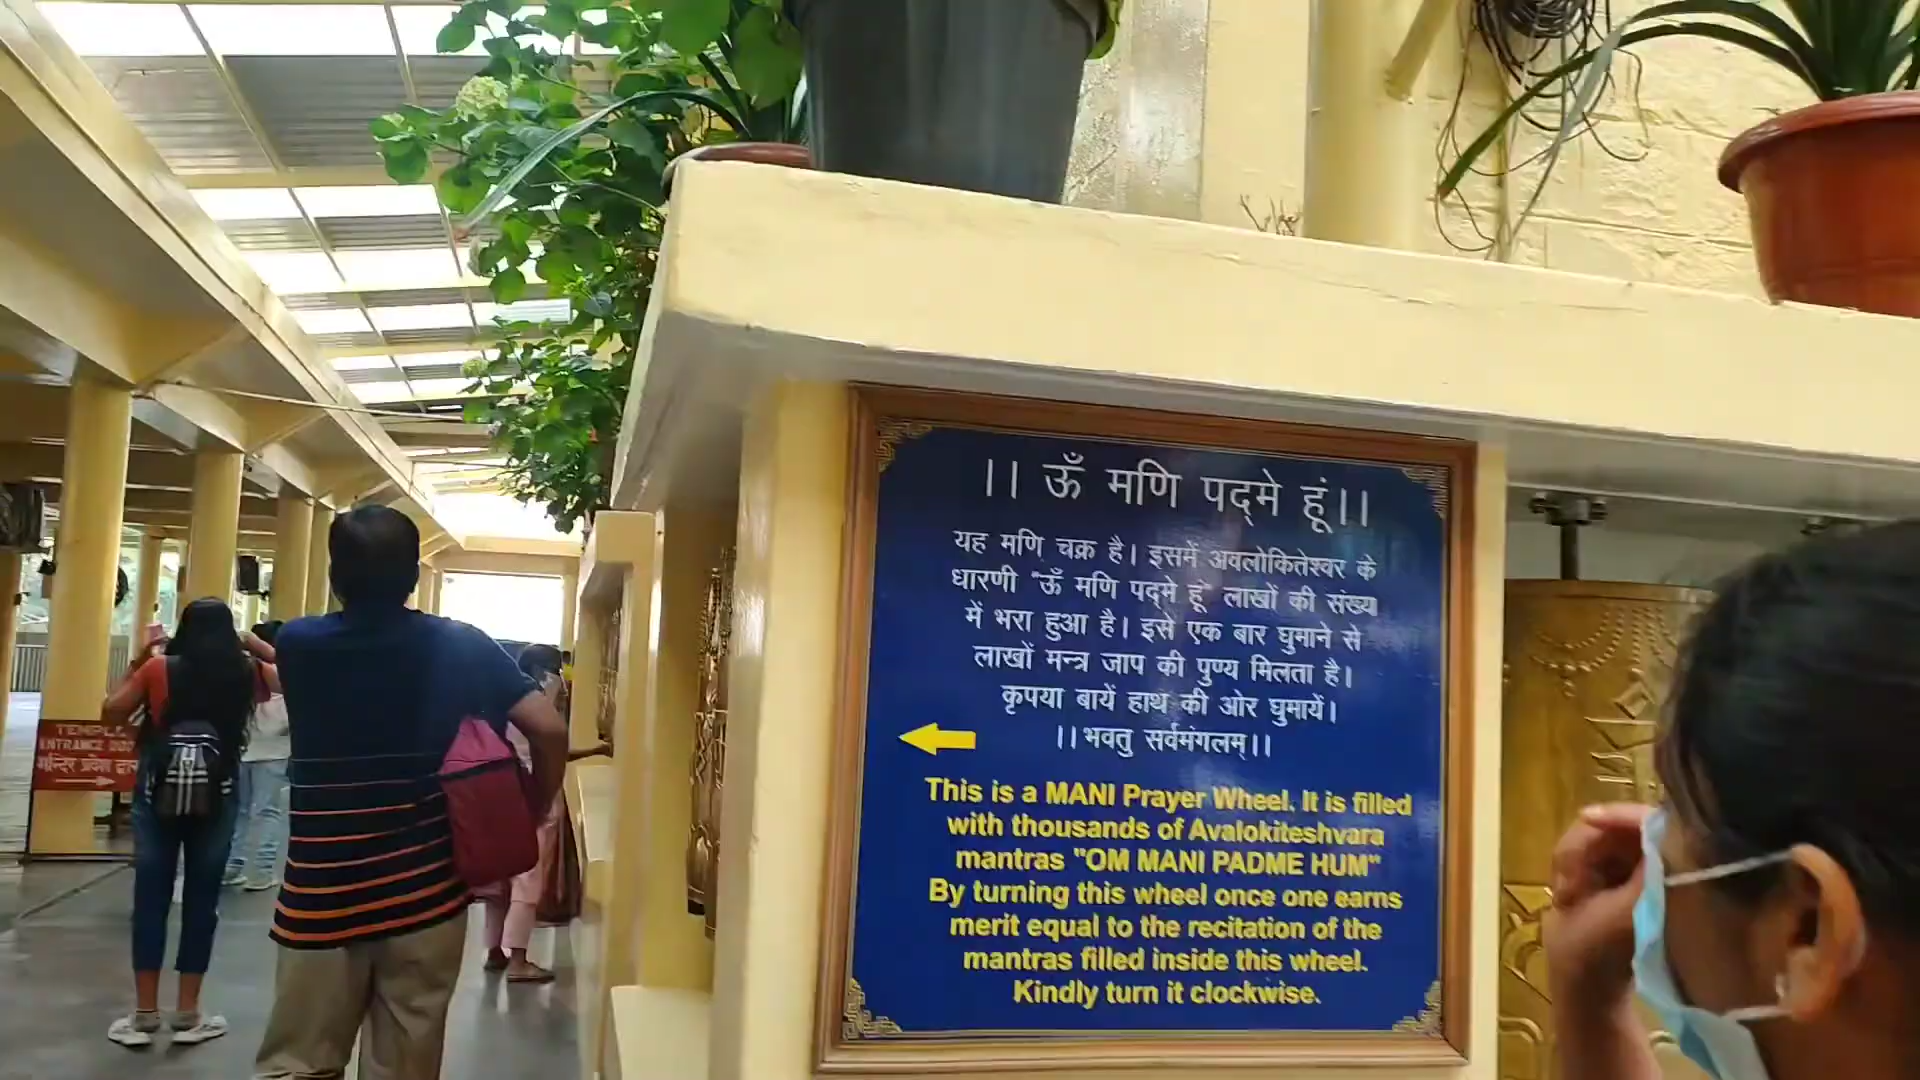 ।। ॐ मणि पद्‌मे हूं।।
यह मणि चक्र है। इसमें अवलोकितेश्वर के
धारणी "ॐ मणि पद्‌मे हूं" लाखों की संख्य
में भरा हुआ है। इसे एक बार घुमाने से
लाखों मन्त्र जाप की पुण्य मिलता है।
कृपया बायें हाथ की ओर घुमायें।
।। भवतु सर्वमंगलम्।।
This is a MANI Prayer Wheel. It is filled
with thousands of Avalokiteshvara
mantras "OM MANI PADME HUM"
By turning this wheel once one earns
merit equal to the recitation of the
mantras filled inside this wheel.
Kindly turn it clockwise.
TEMPLE
ENTRANCE
मन्दिर प्रवेश